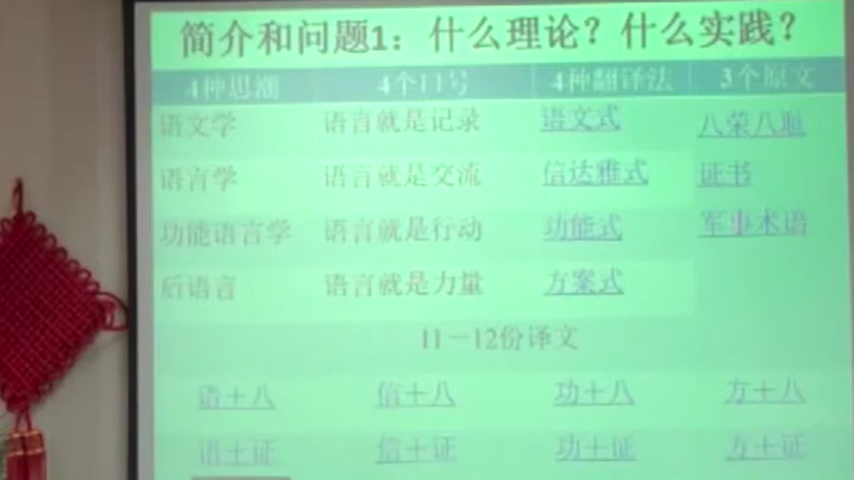 简介和问题1：什么理论？什么实践？
4种思潮 4个口号 4种翻译法 3个原文
语文学 语言就是记录 语文式 八荣八耻
语言学 语言就是交流 信达雅式 证书
功能语言学 语言就是行动 功能式 军事术语
后语言 语言就是力量 方案式
11－12份译文
语＋八 信＋八 功＋八 方＋八
语＋证 信＋证 功＋证 方＋证